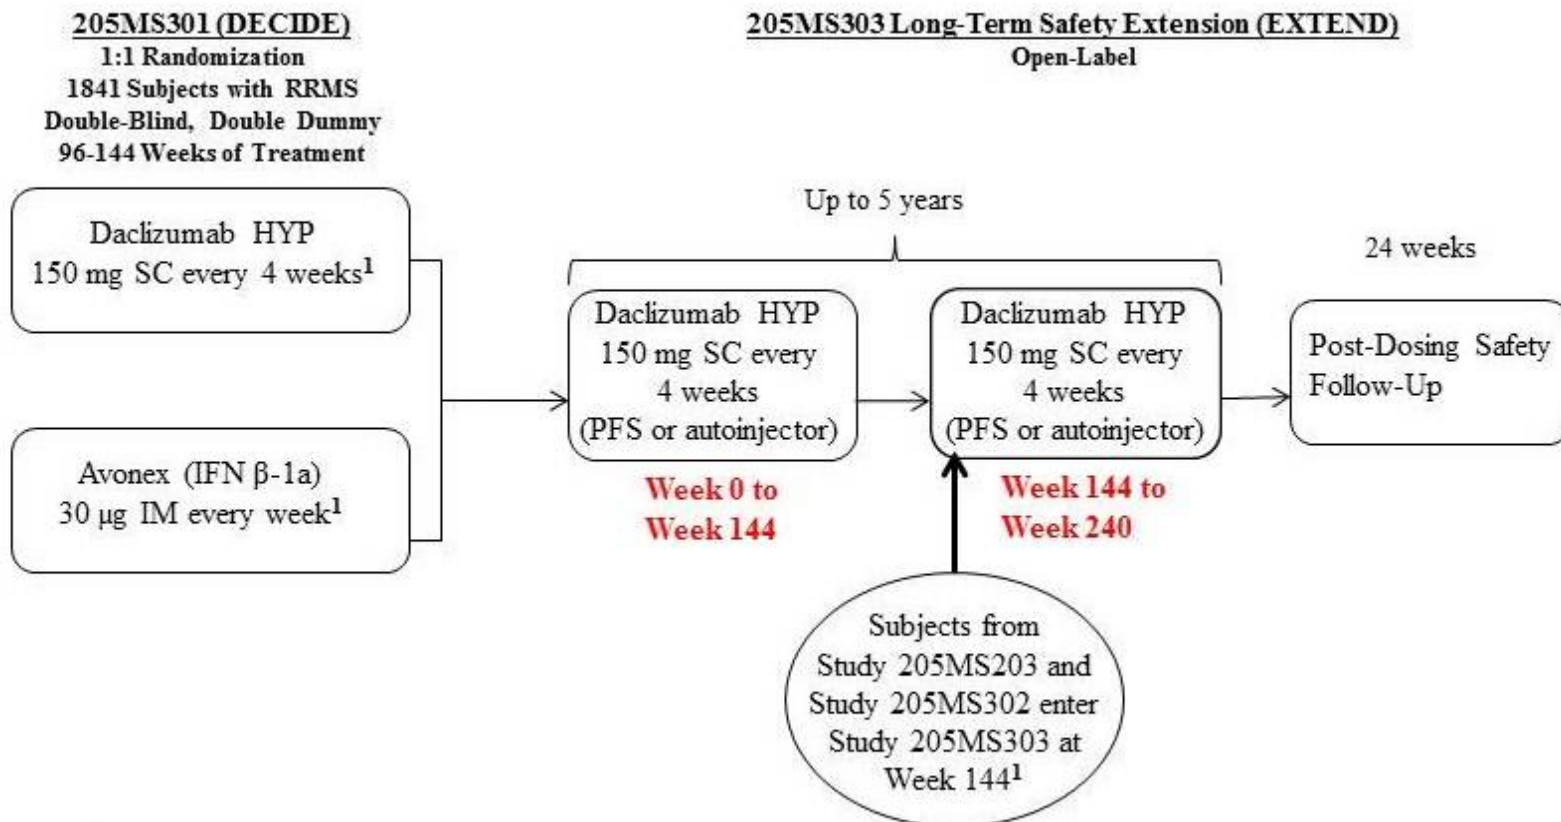 205MS301 (DECIDE)
1:1 Randomization
1841 Subjects with RRMS
Double-Blind, Double Dummy
96-144 Weeks of Treatment
205MS303 Long-Term Safety Extension (EXTEND)
Open-Label
Daclizumab HYP
150 mg SC every 4 weeks¹
Avonex (IFN β-1a)
30 µg IM every week¹
Up to 5 years
Daclizumab HYP
150 mg SC every
4 weeks
(PFS or autoinjector)
Week 0 to
Week 144
Daclizumab HYP
150 mg SC every
4 weeks
(PFS or autoinjector)
Week 144 to
Week 240
24 weeks
Post-Dosing Safety
Follow-Up
Subjects from
Study 205MS203 and
Study 205MS302 enter
Study 205MS303 at
Week 144¹